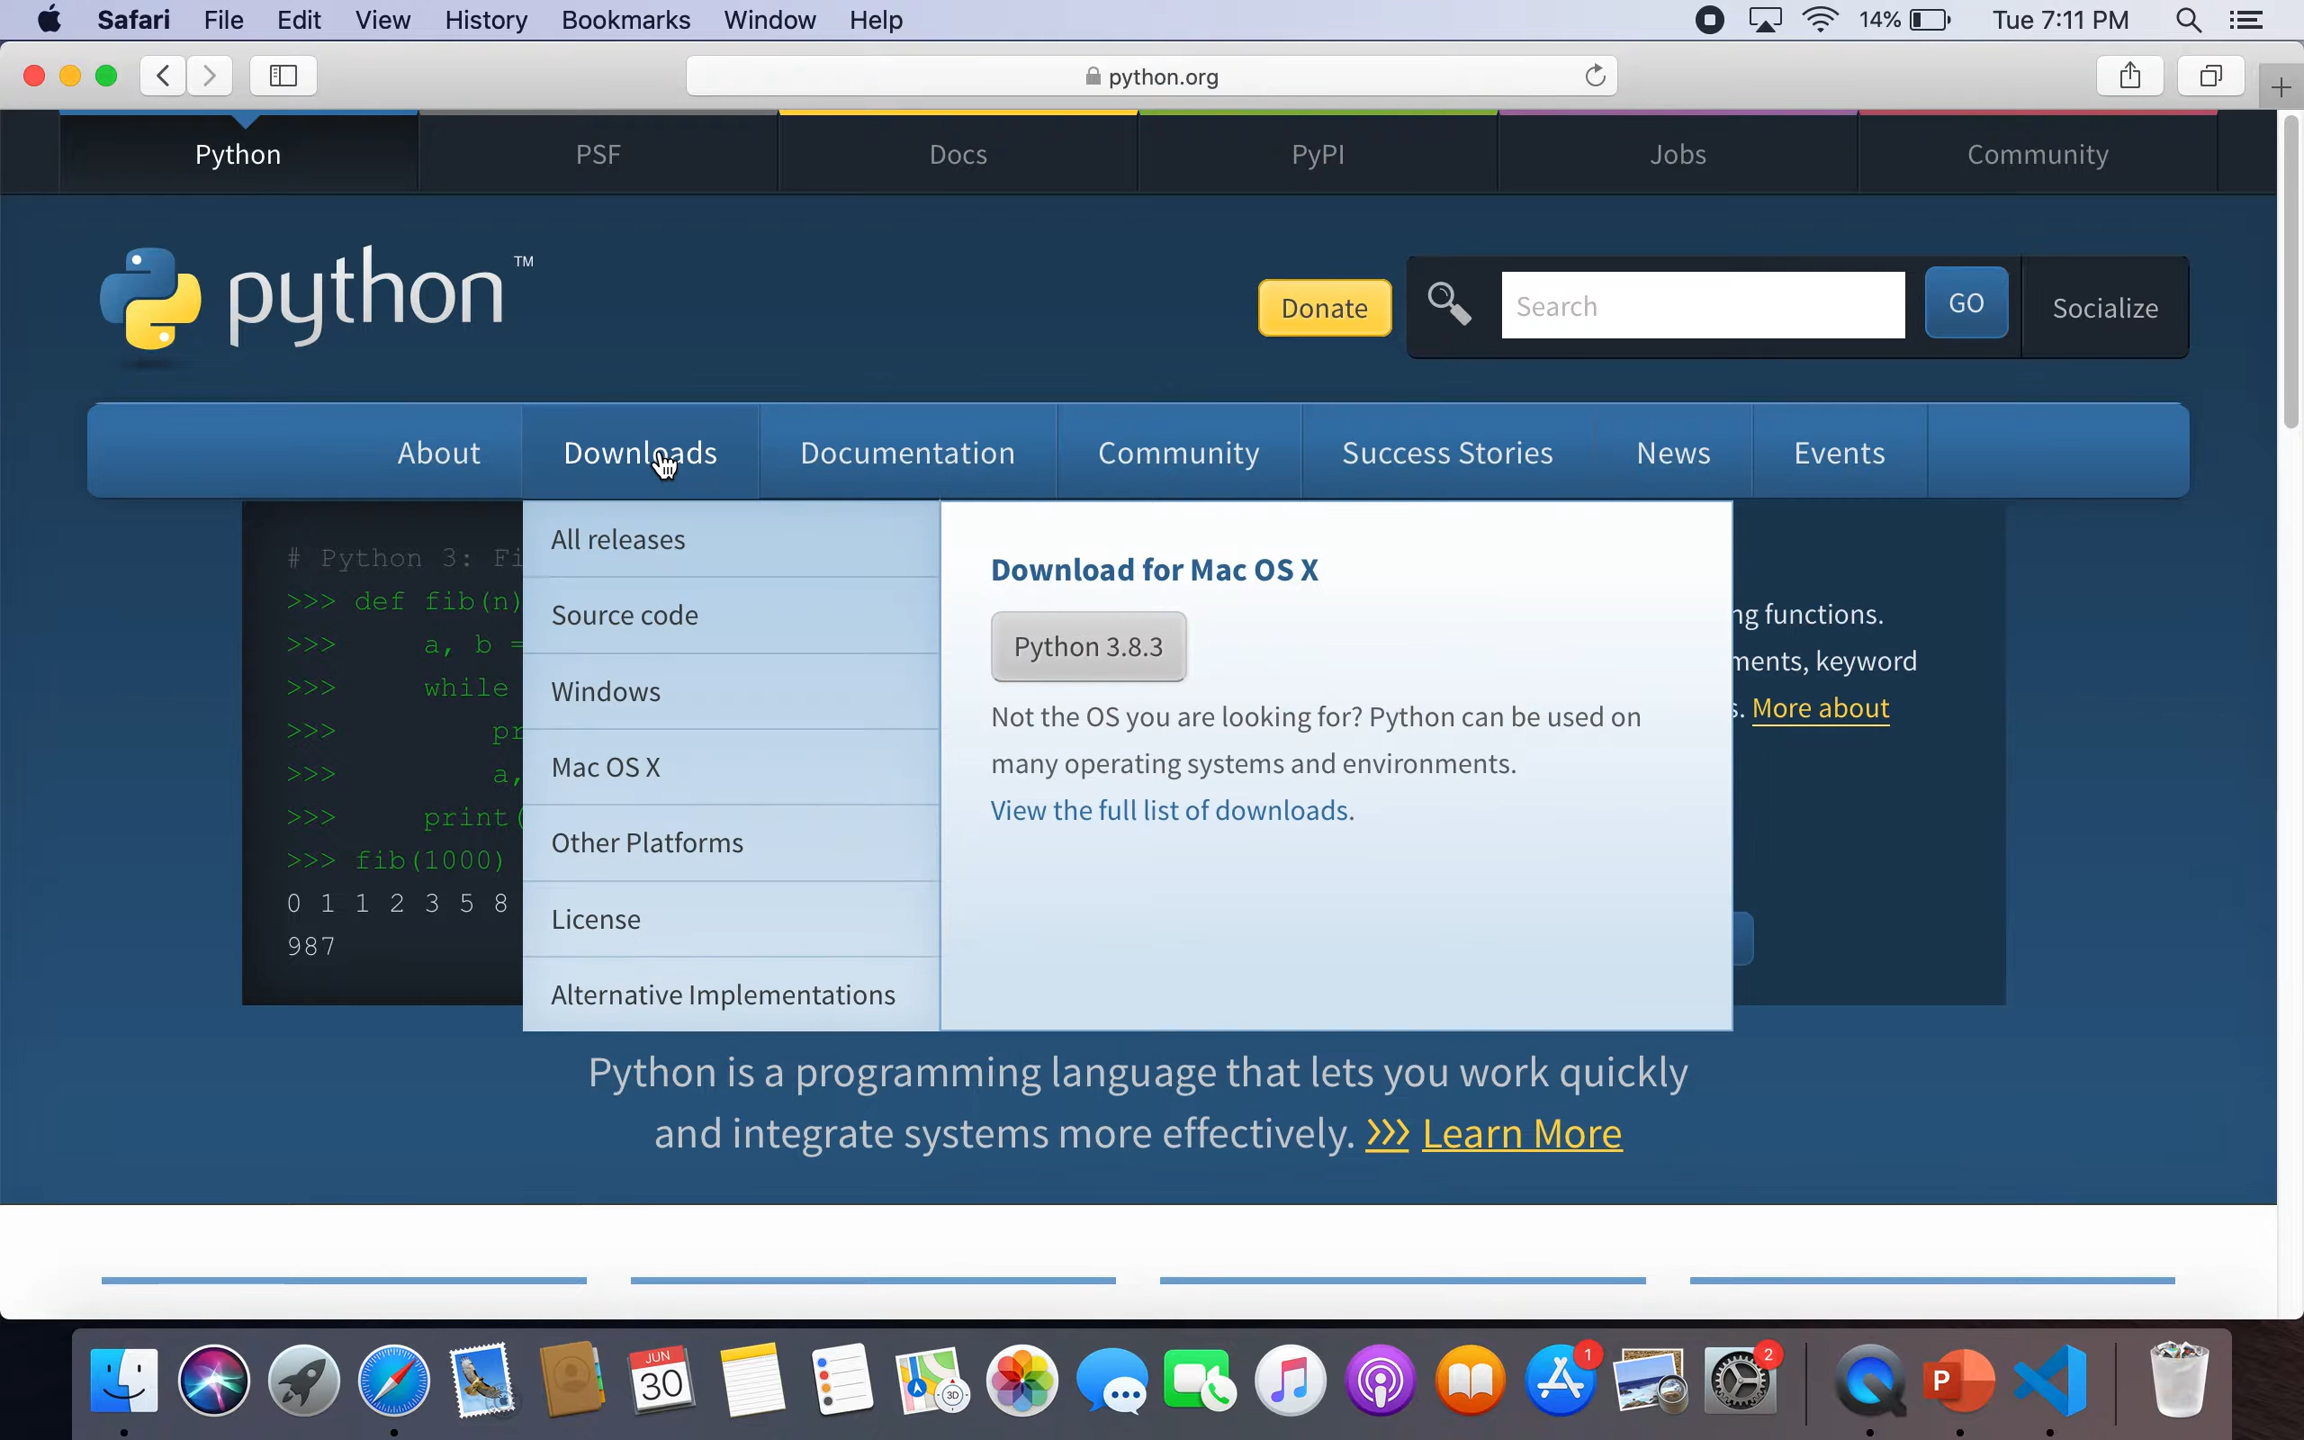 Safari File Edit View History Bookmarks Window Help 14% Tue 7:11 PM
python.org
Python PSF Docs PyPI Jobs Community
python™
Donate Search GO Socialize
About Downloads Documentation Community Success Stories News Events
# Python 3: Fi
>>> def fib(n)
>>> a, b =
>>> while
>>> pr
>>> a,
>>> print(
>>> fib(1000)
0 1 1 2 3 5 8
987
All releases
Source code
Windows
Mac OS X
Other Platforms
License
Alternative Implementations
Download for Mac OS X
Python 3.8.3
Not the OS you are looking for? Python can be used on
many operating systems and environments.
View the full list of downloads.
ng functions.
ments, keyword
s. More about
Python is a programming language that lets you work quickly
and integrate systems more effectively. >>> Learn More
JUN
30
3D
1
2
P